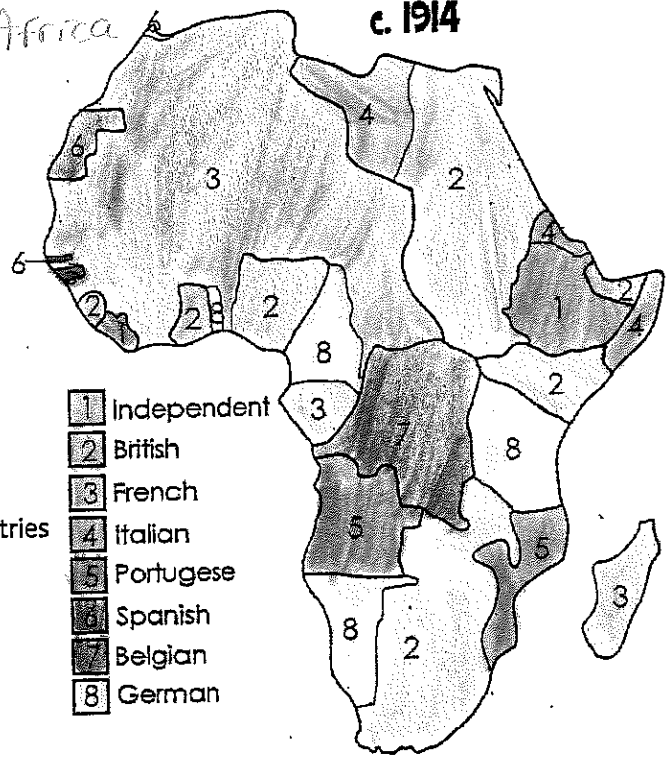 Africa
c. 1914
6
6
3
4
2
6
4
1
2
4
2
1
2
8
2
8
3
7
2
8
5
5
8
2
3
1 Independent
2 British
3 French
tries
4 Italian
5 Portugese
6 Spanish
7 Belgian
8 German